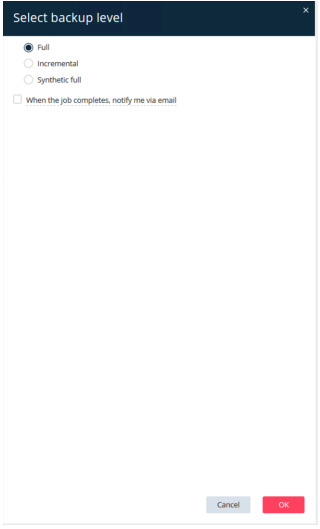 Select backup level
Full
Incremental
Synthetic full
When the job completes, notify me via email
Cancel
OK